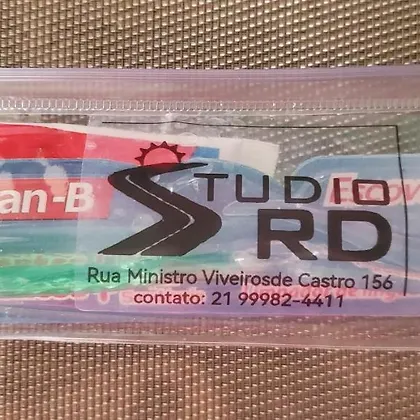 STUDIO
RD
Rua Ministro Viveirosde Castro 156
contato: 21 99982-4411
an-B